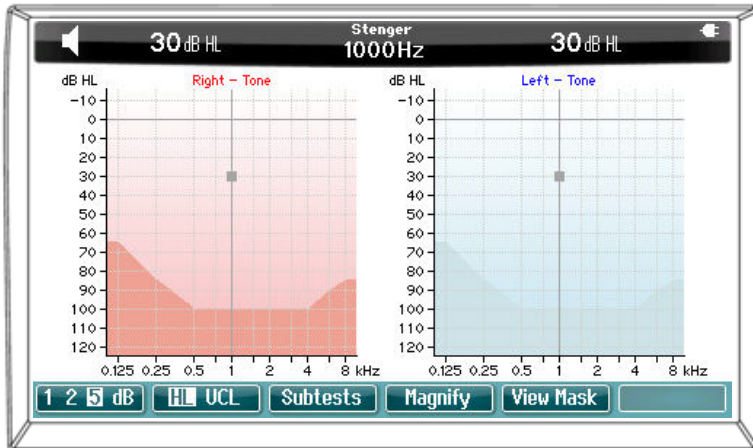 Stenger
30 dB HL 1000Hz 30 dB HL
dB HL Right - Tone dB HL Left - Tone
-10 -10
0 0
10 10
20 20
30 30
40 40
50 50
60 60
70 70
80 80
90 90
100 100
110 110
120 120
0.125 0.25 0.5 1 2 4 8 kHz 0.125 0.25 0.5 1 2 4 8 kHz
1 2 5 dB HL UCL Subtests Magnify View Mask